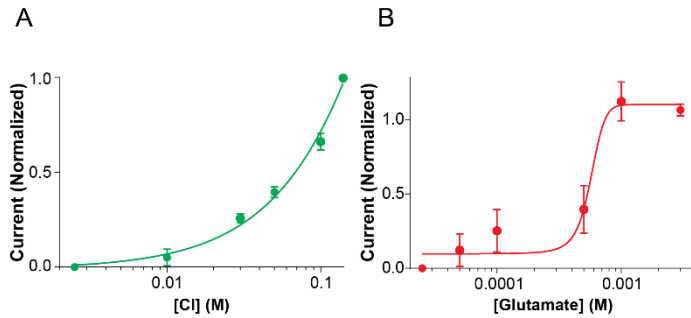 A
Current (Normalized)
1.0
0.5
0.0
0.01
0.1
[Cl] (M)
B
Current (Normalized)
1.0
0.5
0.0
0.0001
0.001
[Glutamate] (M)